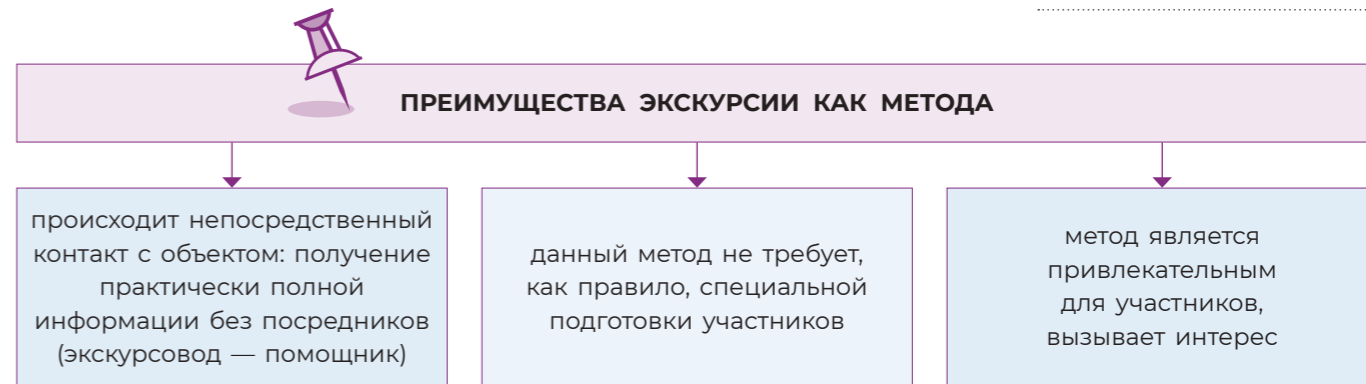 ПРЕИМУЩЕСТВА ЭКСКУРСИИ КАК МЕТОДА
происходит непосредственный
контакт с объектом: получение
практически полной
информации без посредников
(экскурсовод — помощник)
данный метод не требует,
как правило, специальной
подготовки участников
метод является
привлекательным
для участников,
вызывает интерес